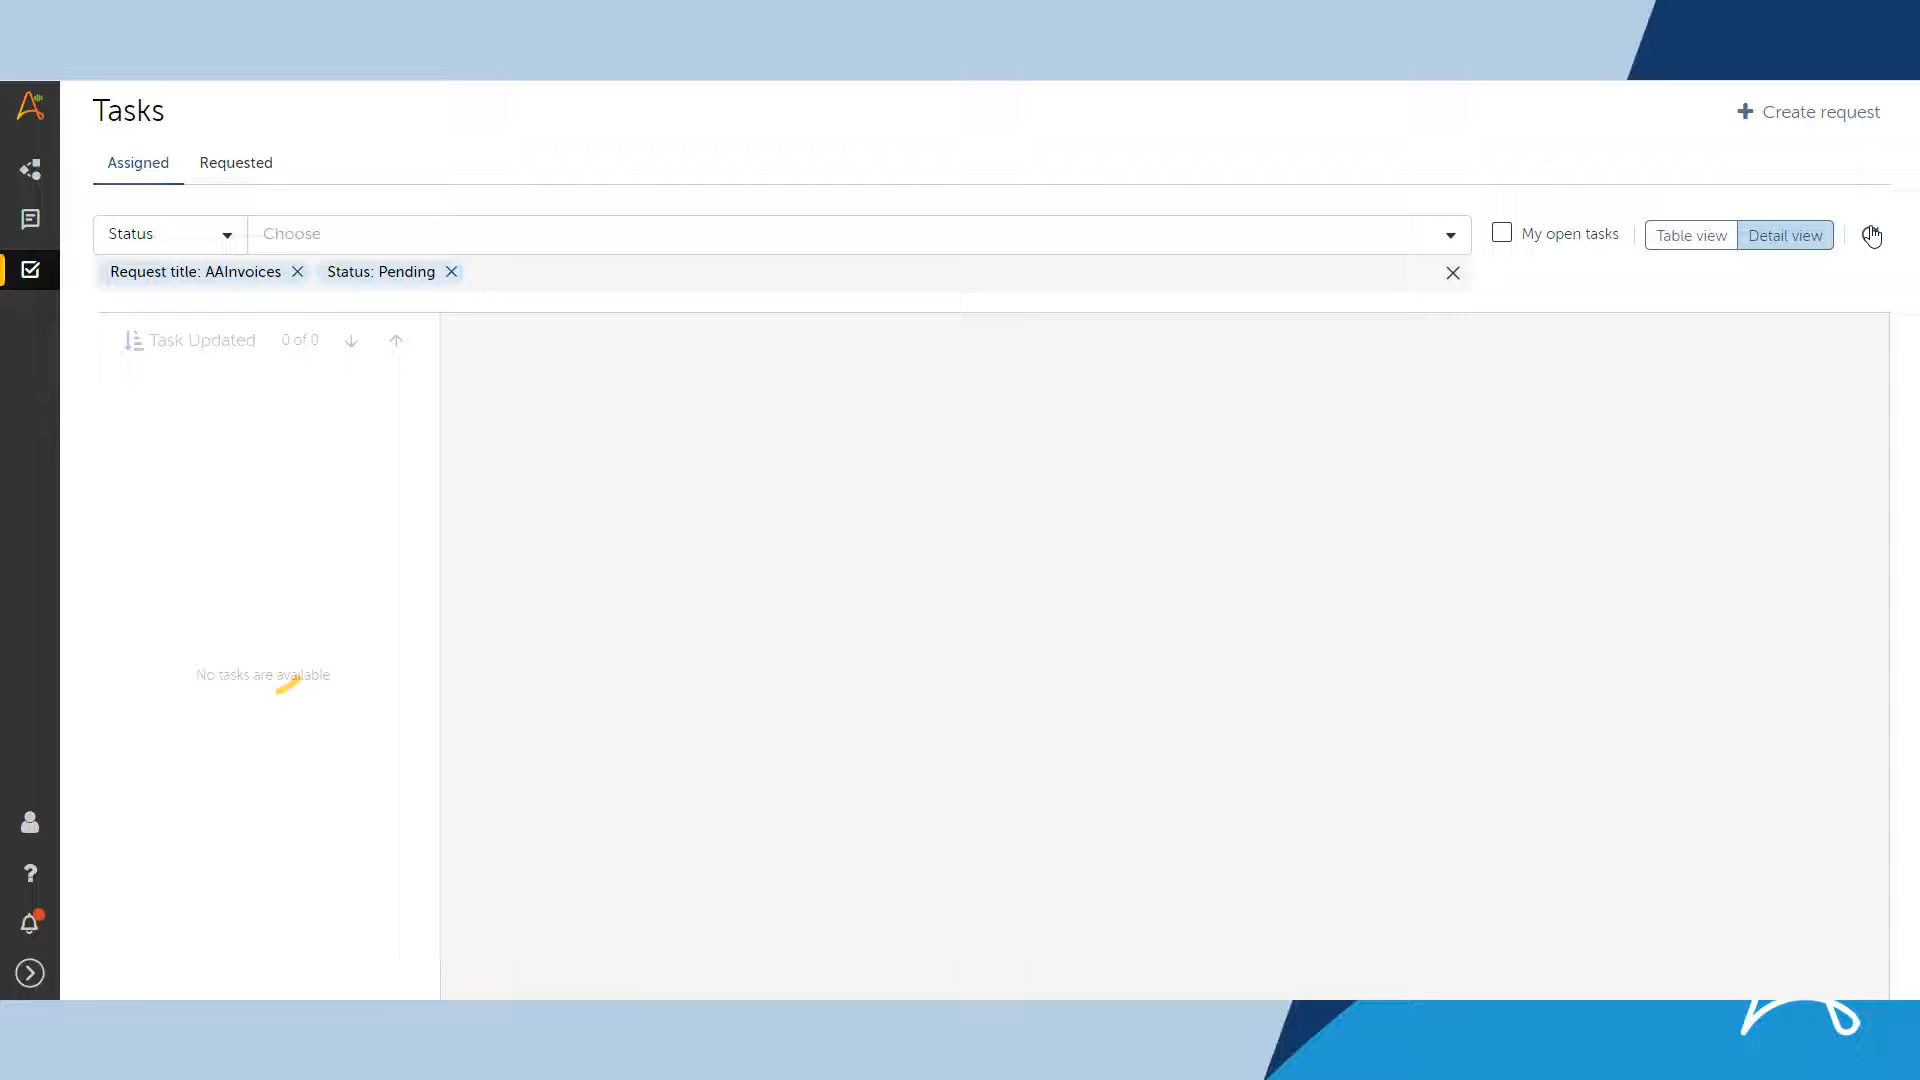 Tasks
Create request
Assigned
Requested
Status
Choose
My open tasks
Table view
Detail view
Request title: AAInvoices
Status: Pending
Task Updated
0 of 0
No tasks are available